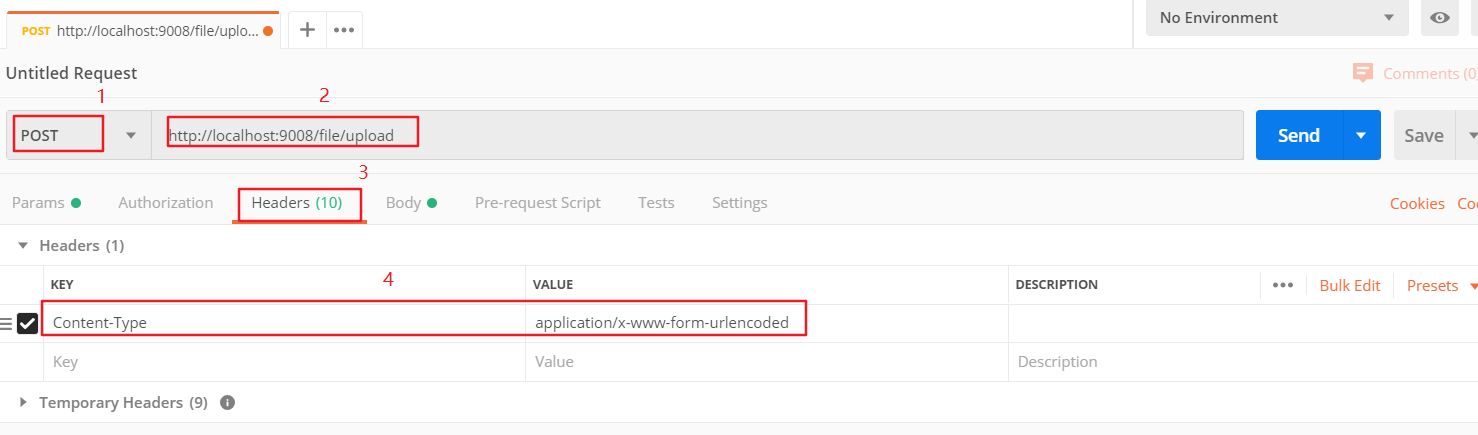 POST http://localhost:9008/file/uplo...
No Environment
Untitled Request
Comments (0)
1
2
POST
http://localhost:9008/file/upload
Send
Save
3
Params
Authorization
Headers (10)
Body
Pre-request Script
Tests
Settings
Cookies
Headers (1)
4
KEY
VALUE
DESCRIPTION
Bulk Edit
Presets
Content-Type
application/x-www-form-urlencoded
Key
Value
Description
Temporary Headers (9)